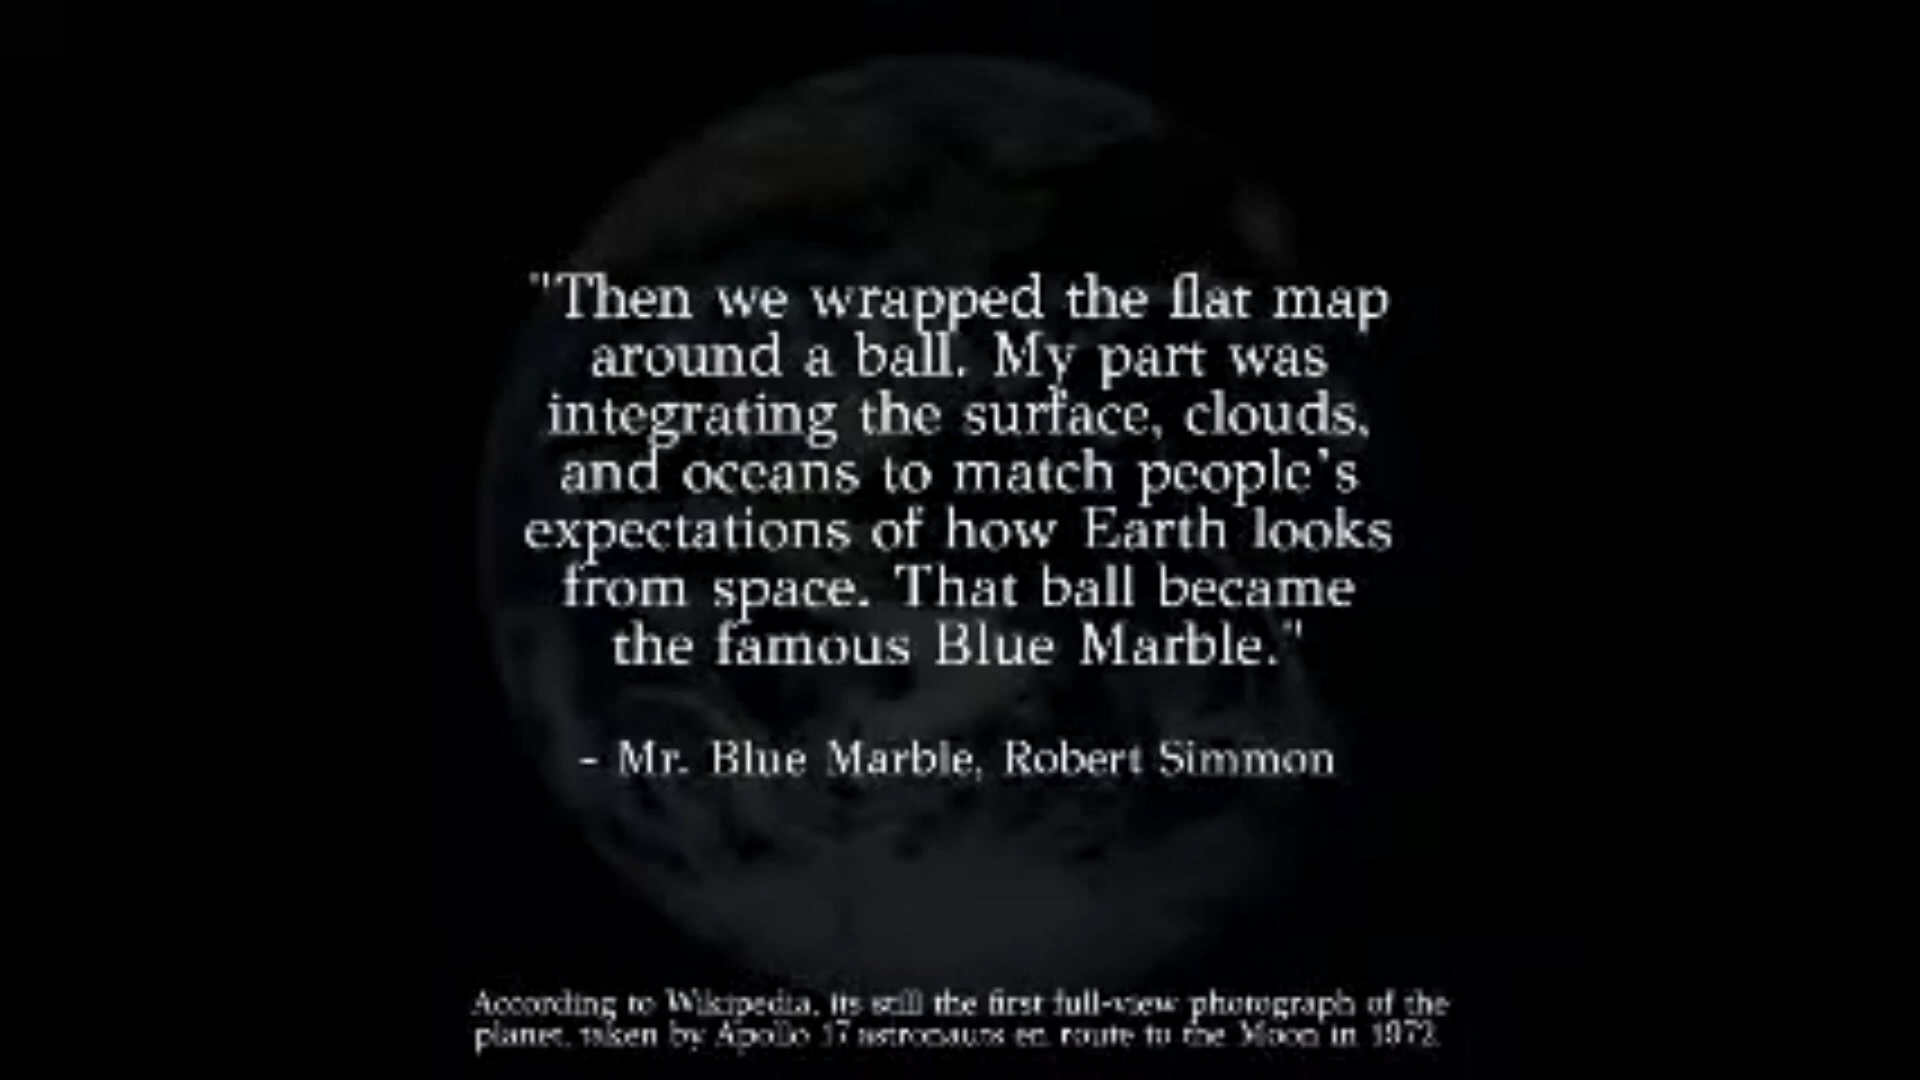 "Then we wrapped the flat map
around a ball. My part was
integrating the surface, clouds,
and oceans to match people's
expectations of how Earth looks
from space. That ball became
the famous Blue Marble."
- Mr. Blue Marble, Robert Simmon
According to Wikipedia, its still the first full-view photograph of the
planet, taken by Apollo 17 astronauts en route to the Moon in 1972.